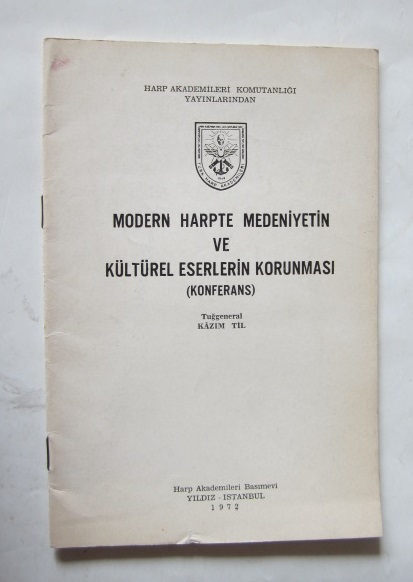 HARP AKADEMİLERİ KOMUTANLIĞI
YAYINLARINDAN
MODERN HARPTE MEDENİYETİN
VE
KÜLTÜREL ESERLERİN KORUNMASI
(KONFERANS)
Tuğgeneral
KÂZIM TİL
Harp Akademileri Basımevi
YILDIZ - ISTANBUL
1972